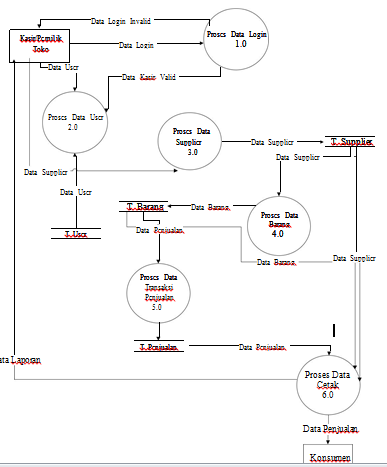 Data Login Invalid
Proses Data Login
1.0
Kasir/Pemilik
Toko
Data Login
Data User
Data Kasir Valid
Proses Data User
2.0
Proses Data
Supplier
3.0
Data Supplier
T. Supplier
Data Supplier
Data Supplier
Data User
T. Barang
Data Barang
Proses Data
Barang
4.0
Data Penjualan
T. User
Data Barang
Data Supplier
Proses Data
Transaksi
Penjualan
5.0
T. Penjualan
Data Penjualan
ata Laporan
Proses Data
Cetak
6.0
Data Penjualan
Konsumen